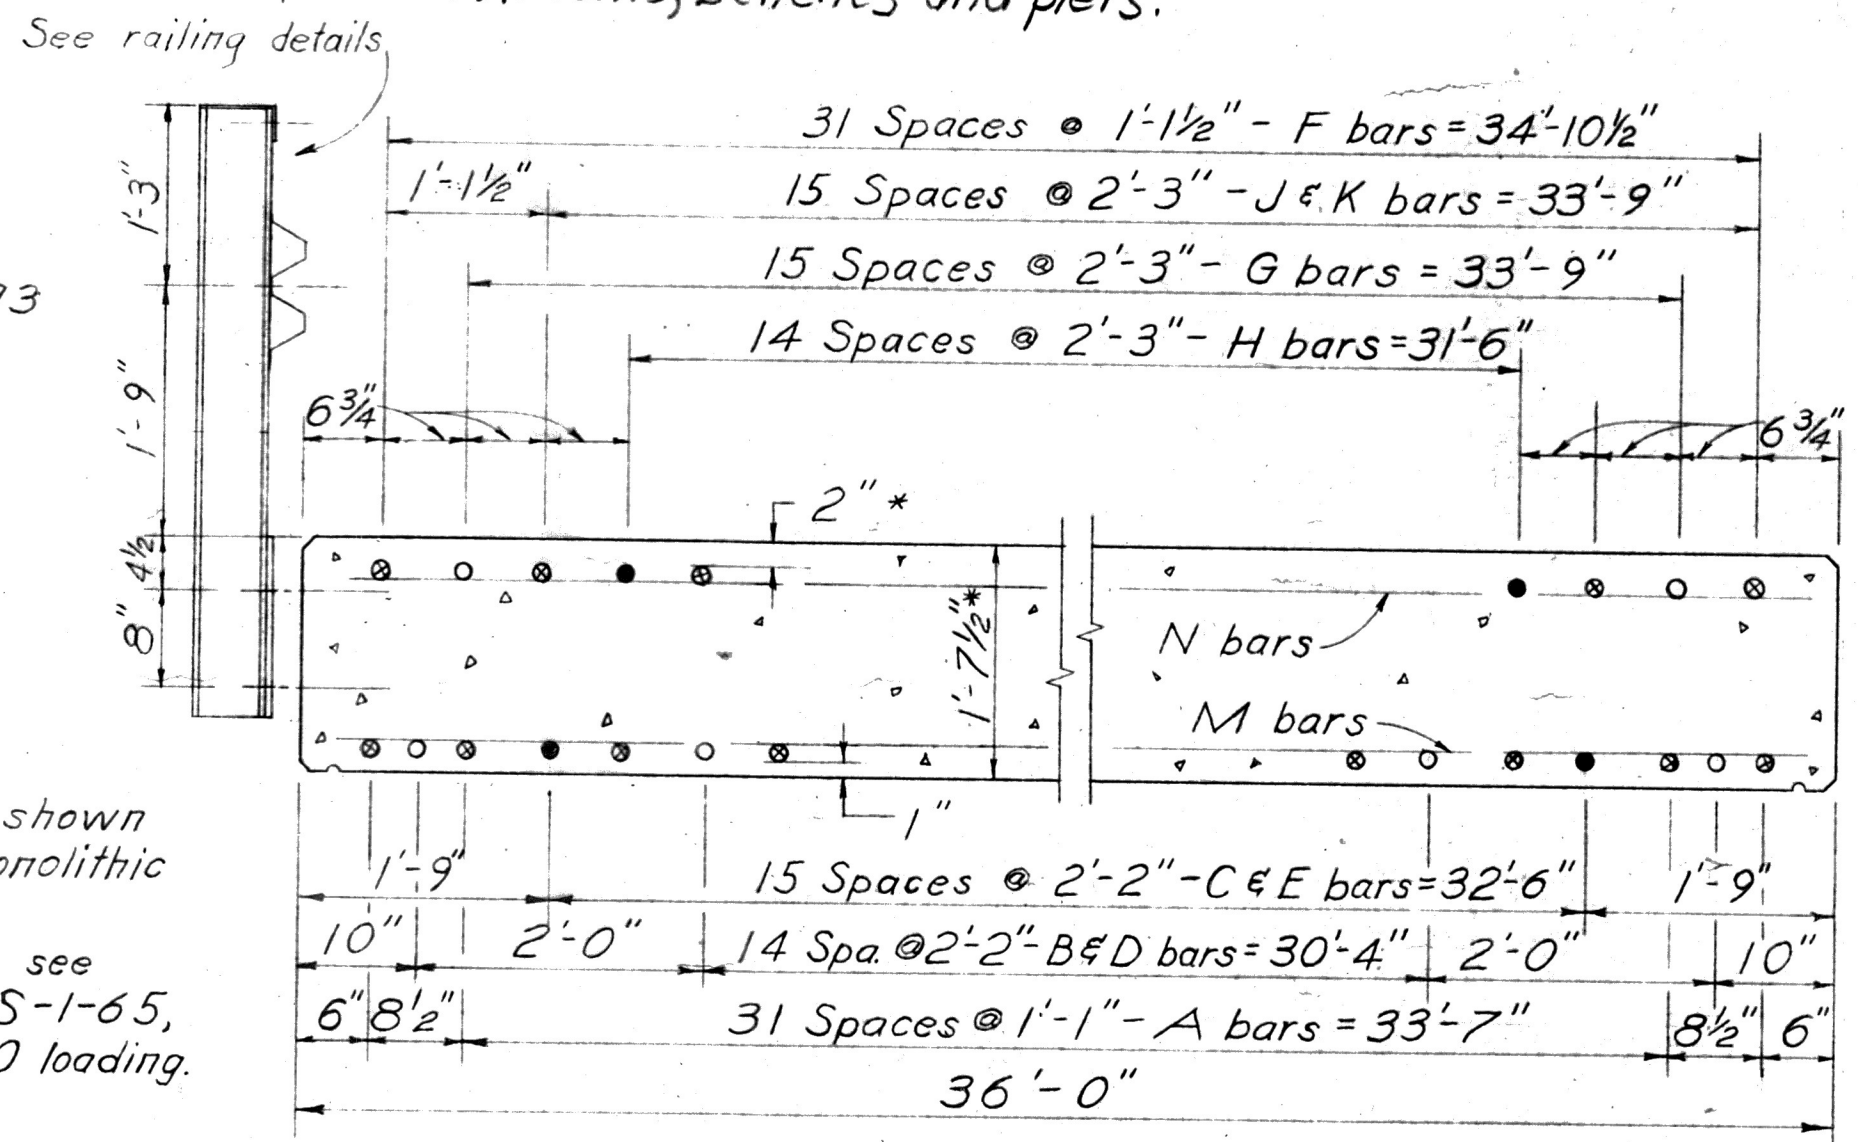 and piers.
See railing details
31 Spaces @ 1'-1½" - F bars = 34'-10½"
1'-1½"
15 Spaces @ 2'-3" - J & K bars = 33'-9"
1'-3"
15 Spaces @ 2'-3" - G bars = 33'-9"
14 Spaces @ 2'-3" - H bars = 31'-6"
1'-9"
6¾"
6¾"
2" *
4½"
8"
1'-7½" *
N bars
M bars
1"
shown
1'-9"
15 Spaces @ 2'-2" - C & E bars = 32'-6"
1'-9"
see
10"
2'-0"
14 Spa. @ 2'-2" - B & D bars = 30'-4"
2'-0"
10"
S-1-65,
6"
8½"
31 Spaces @ 1'-1" - A bars = 33'-7"
8½"
6"
loading.
36'-0"